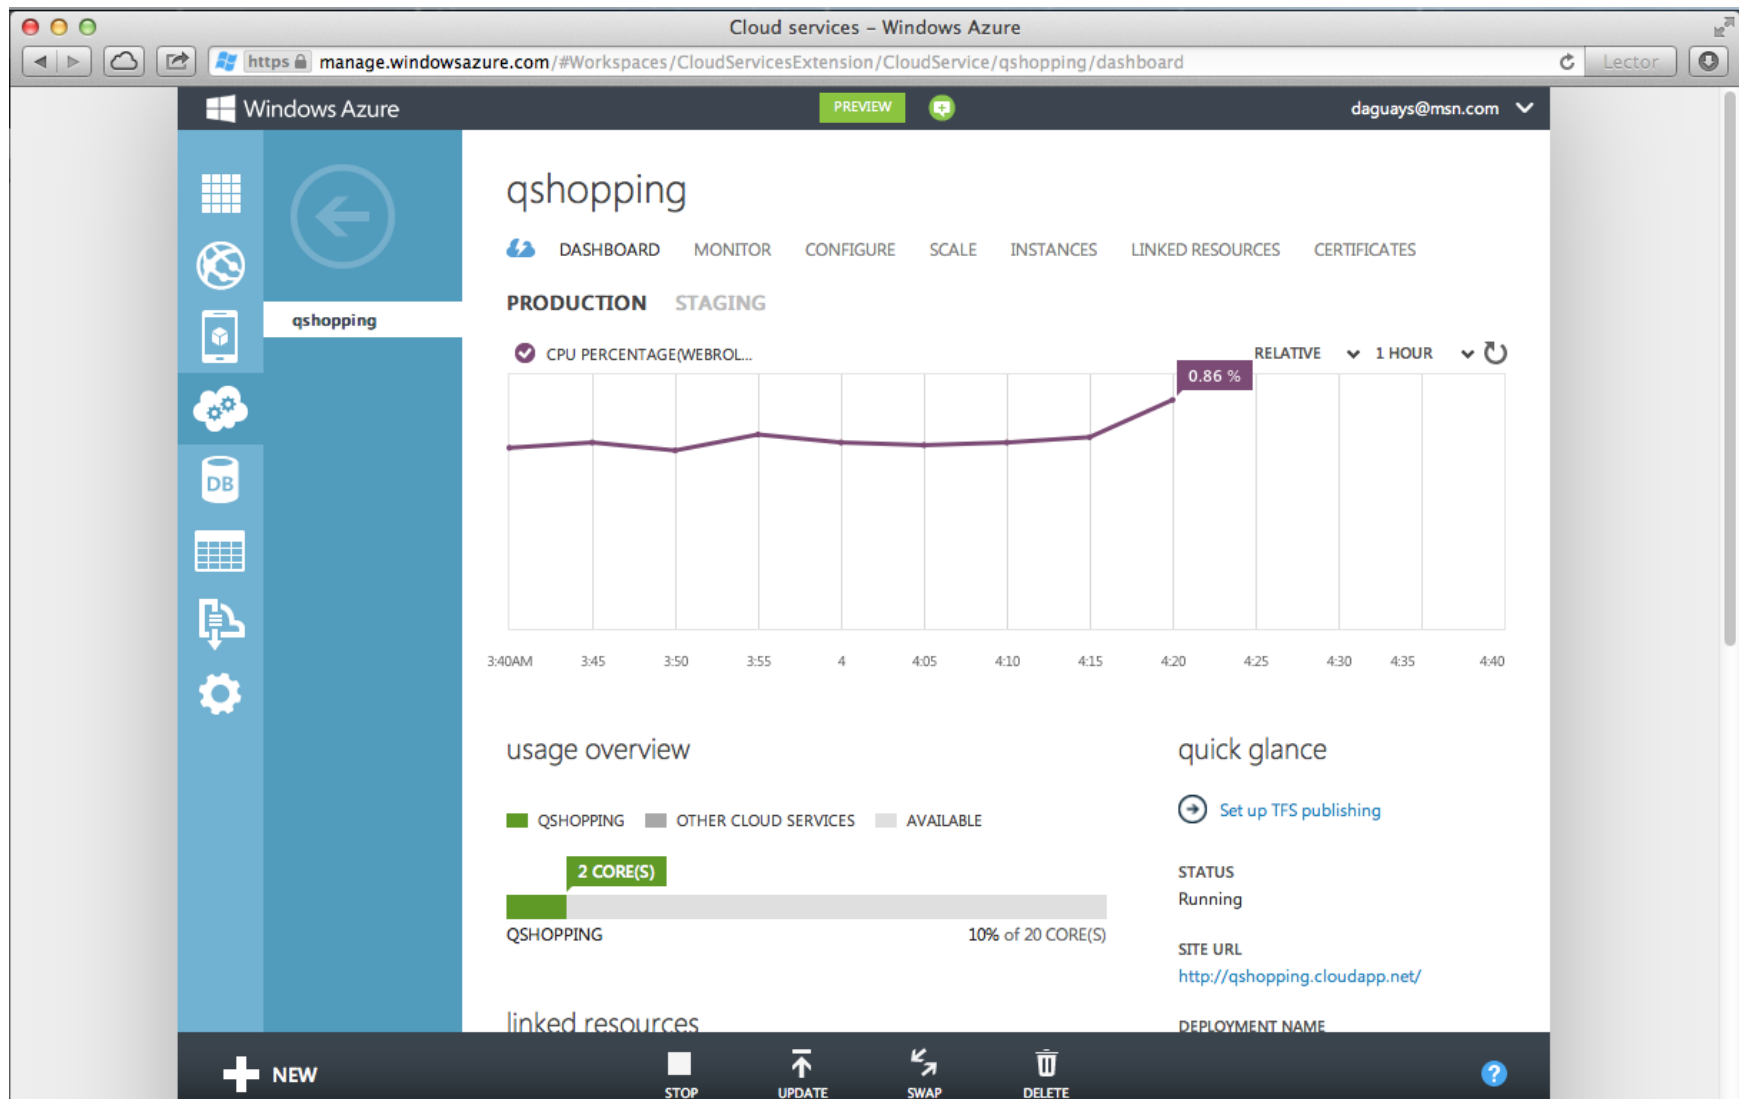 Cloud services – Windows Azure
https manage.windowsazure.com/#Workspaces/CloudServicesExtension/CloudService/qshopping/dashboard Lector
Windows Azure PREVIEW daguays@msn.com
qshopping
DASHBOARD MONITOR CONFIGURE SCALE INSTANCES LINKED RESOURCES CERTIFICATES
PRODUCTION STAGING
qshopping
CPU PERCENTAGE(WEBROL... RELATIVE 1 HOUR
0.86 %
DB
3:40AM 3:45 3:50 3:55 4 4:05 4:10 4:15 4:20 4:25 4:30 4:35 4:40
usage overview
QSHOPPING OTHER CLOUD SERVICES AVAILABLE
2 CORE(S)
QSHOPPING 10% of 20 CORE(S)
linked resources
quick glance
Set up TFS publishing
STATUS
Running
SITE URL
http://qshopping.cloudapp.net/
DEPLOYMENT NAME
NEW STOP UPDATE SWAP DELETE ?